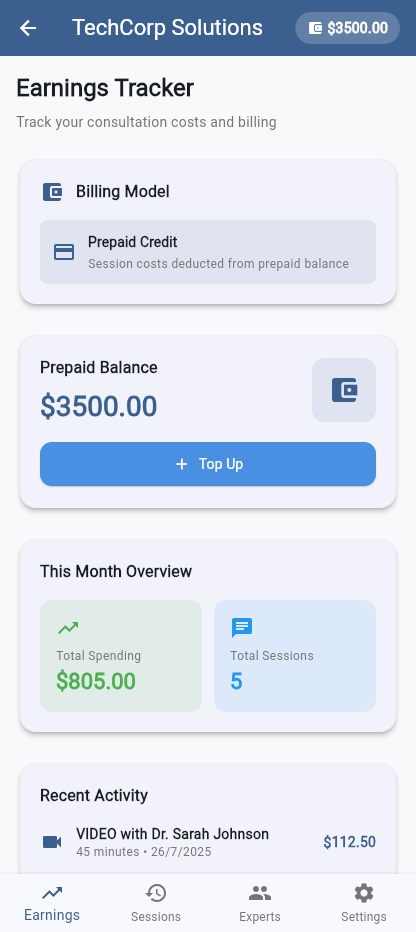 TechCorp Solutions
$3500.00
Earnings Tracker
Track your consultation costs and billing
Billing Model
Prepaid Credit
Session costs deducted from prepaid balance
Prepaid Balance
$3500.00
+ Top Up
This Month Overview
Total Spending
$805.00
Total Sessions
5
Recent Activity
VIDEO with Dr. Sarah Johnson
$112.50
45 minutes • 26/7/2025
Earnings
Sessions
Experts
Settings